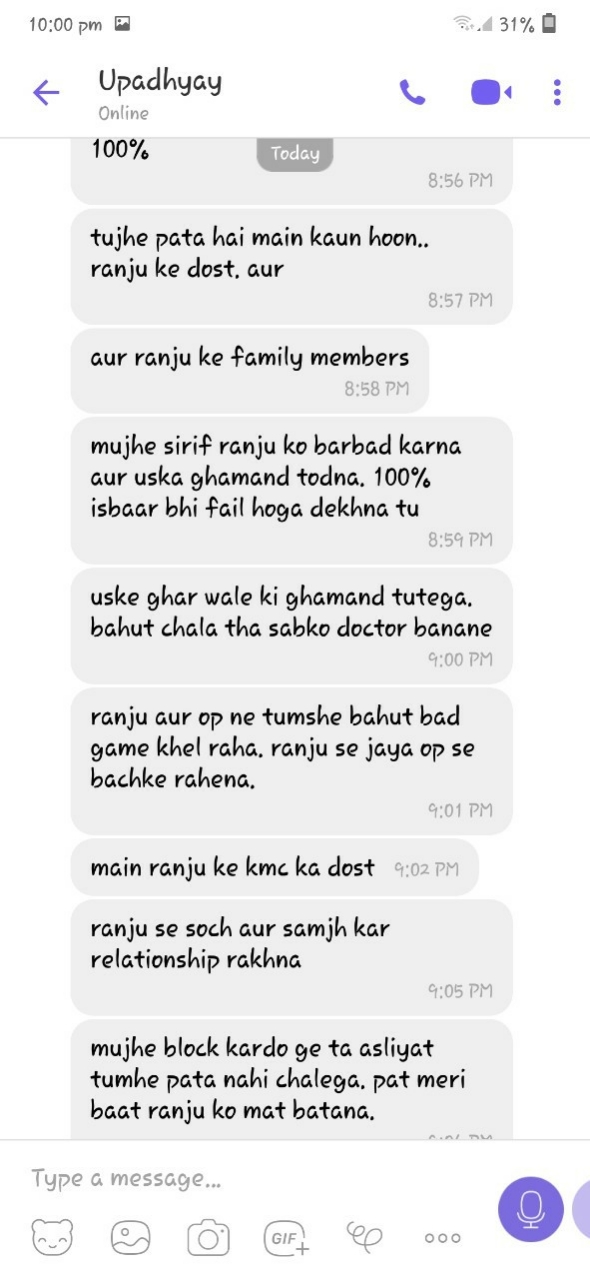 10:00 pm 31%
Upadhyay
Online
100%
Today
8:56 PM
tujhe pata hai main kaun hoon..
ranju ke dost. aur
8:57 PM
aur ranju ke family members
8:58 PM
mujhe sirif ranju ko barbad karna
aur uska ghamand todna. 100%
isbaar bhi fail hoga dekhna tu
8:59 PM
uske ghar wale ki ghamand tutega.
bahut chala tha sabko doctor banane
9:00 PM
ranju aur op ne tumshe bahut bad
game khel raha. ranju se jaya op se
bachke rahena.
9:01 PM
main ranju ke kmc ka dost 9:02 PM
ranju se soch aur samjh kar
relationship rakhna
9:05 PM
mujhe block kardo ge ta asliyat
tumhe pata nahi chalega. pat meri
baat ranju ko mat batana.
Type a message...
GIF